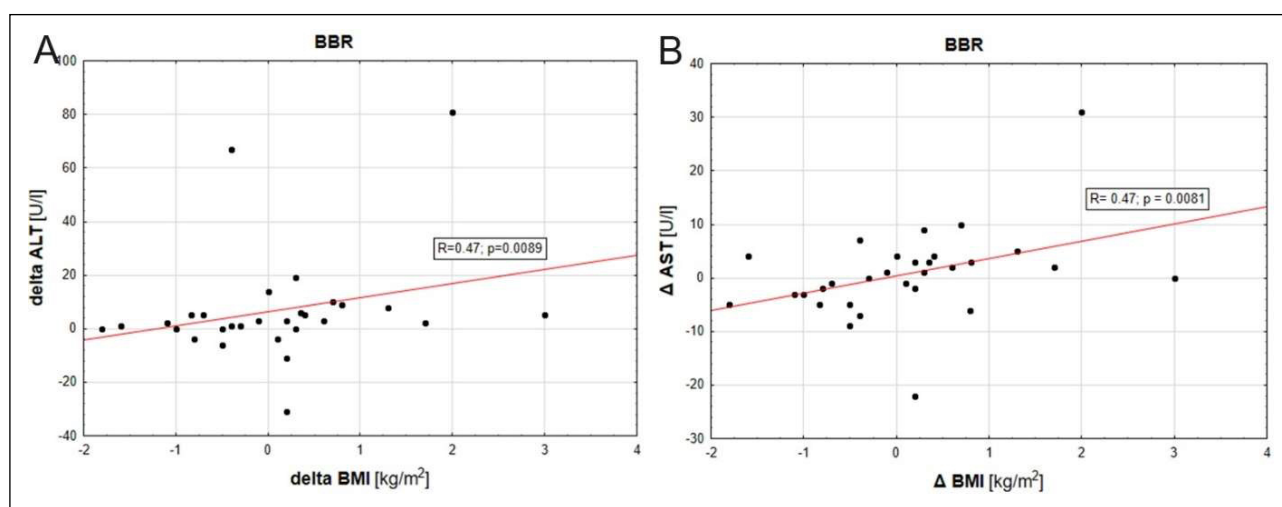 A
BBR
100
80
60
40
20
0
-20
-40
delta ALT [U/l]
R=0.47; p=0.0089
-2 -1 0 1 2 3 4
delta BMI [kg/m²]
B
BBR
40
30
20
10
0
-10
-20
-30
Δ AST [U/l]
R= 0.47; p = 0.0081
-2 -1 0 1 2 3 4
Δ BMI [kg/m²]